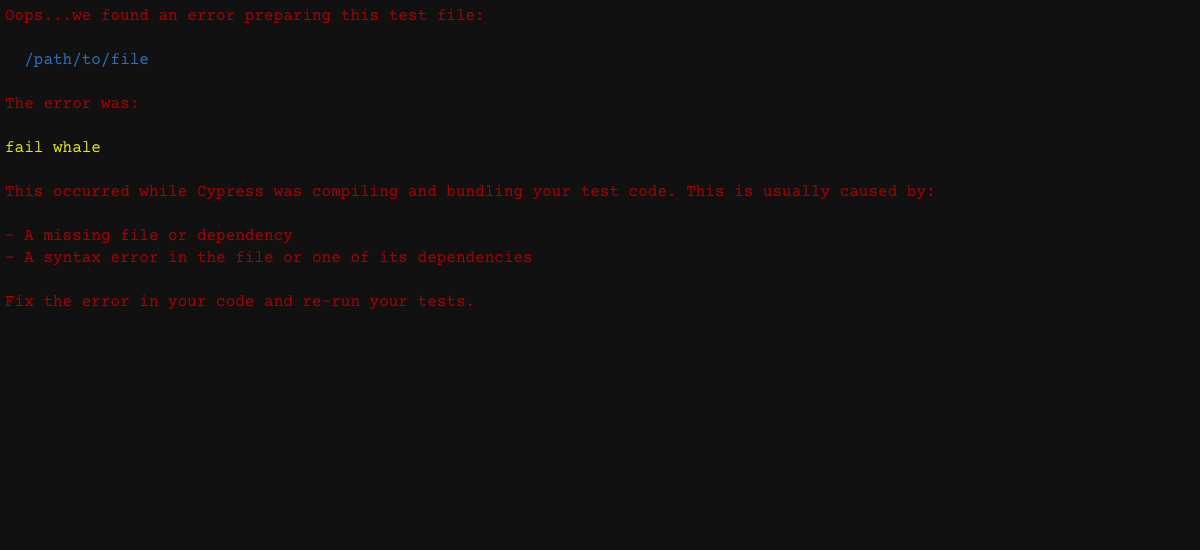 Oops...we found an error preparing this test file:
/path/to/file
The error was:
fail whale
This occurred while Cypress was compiling and bundling your test code. This is usually caused by:
- A missing file or dependency
- A syntax error in the file or one of its dependencies
Fix the error in your code and re-run your tests.